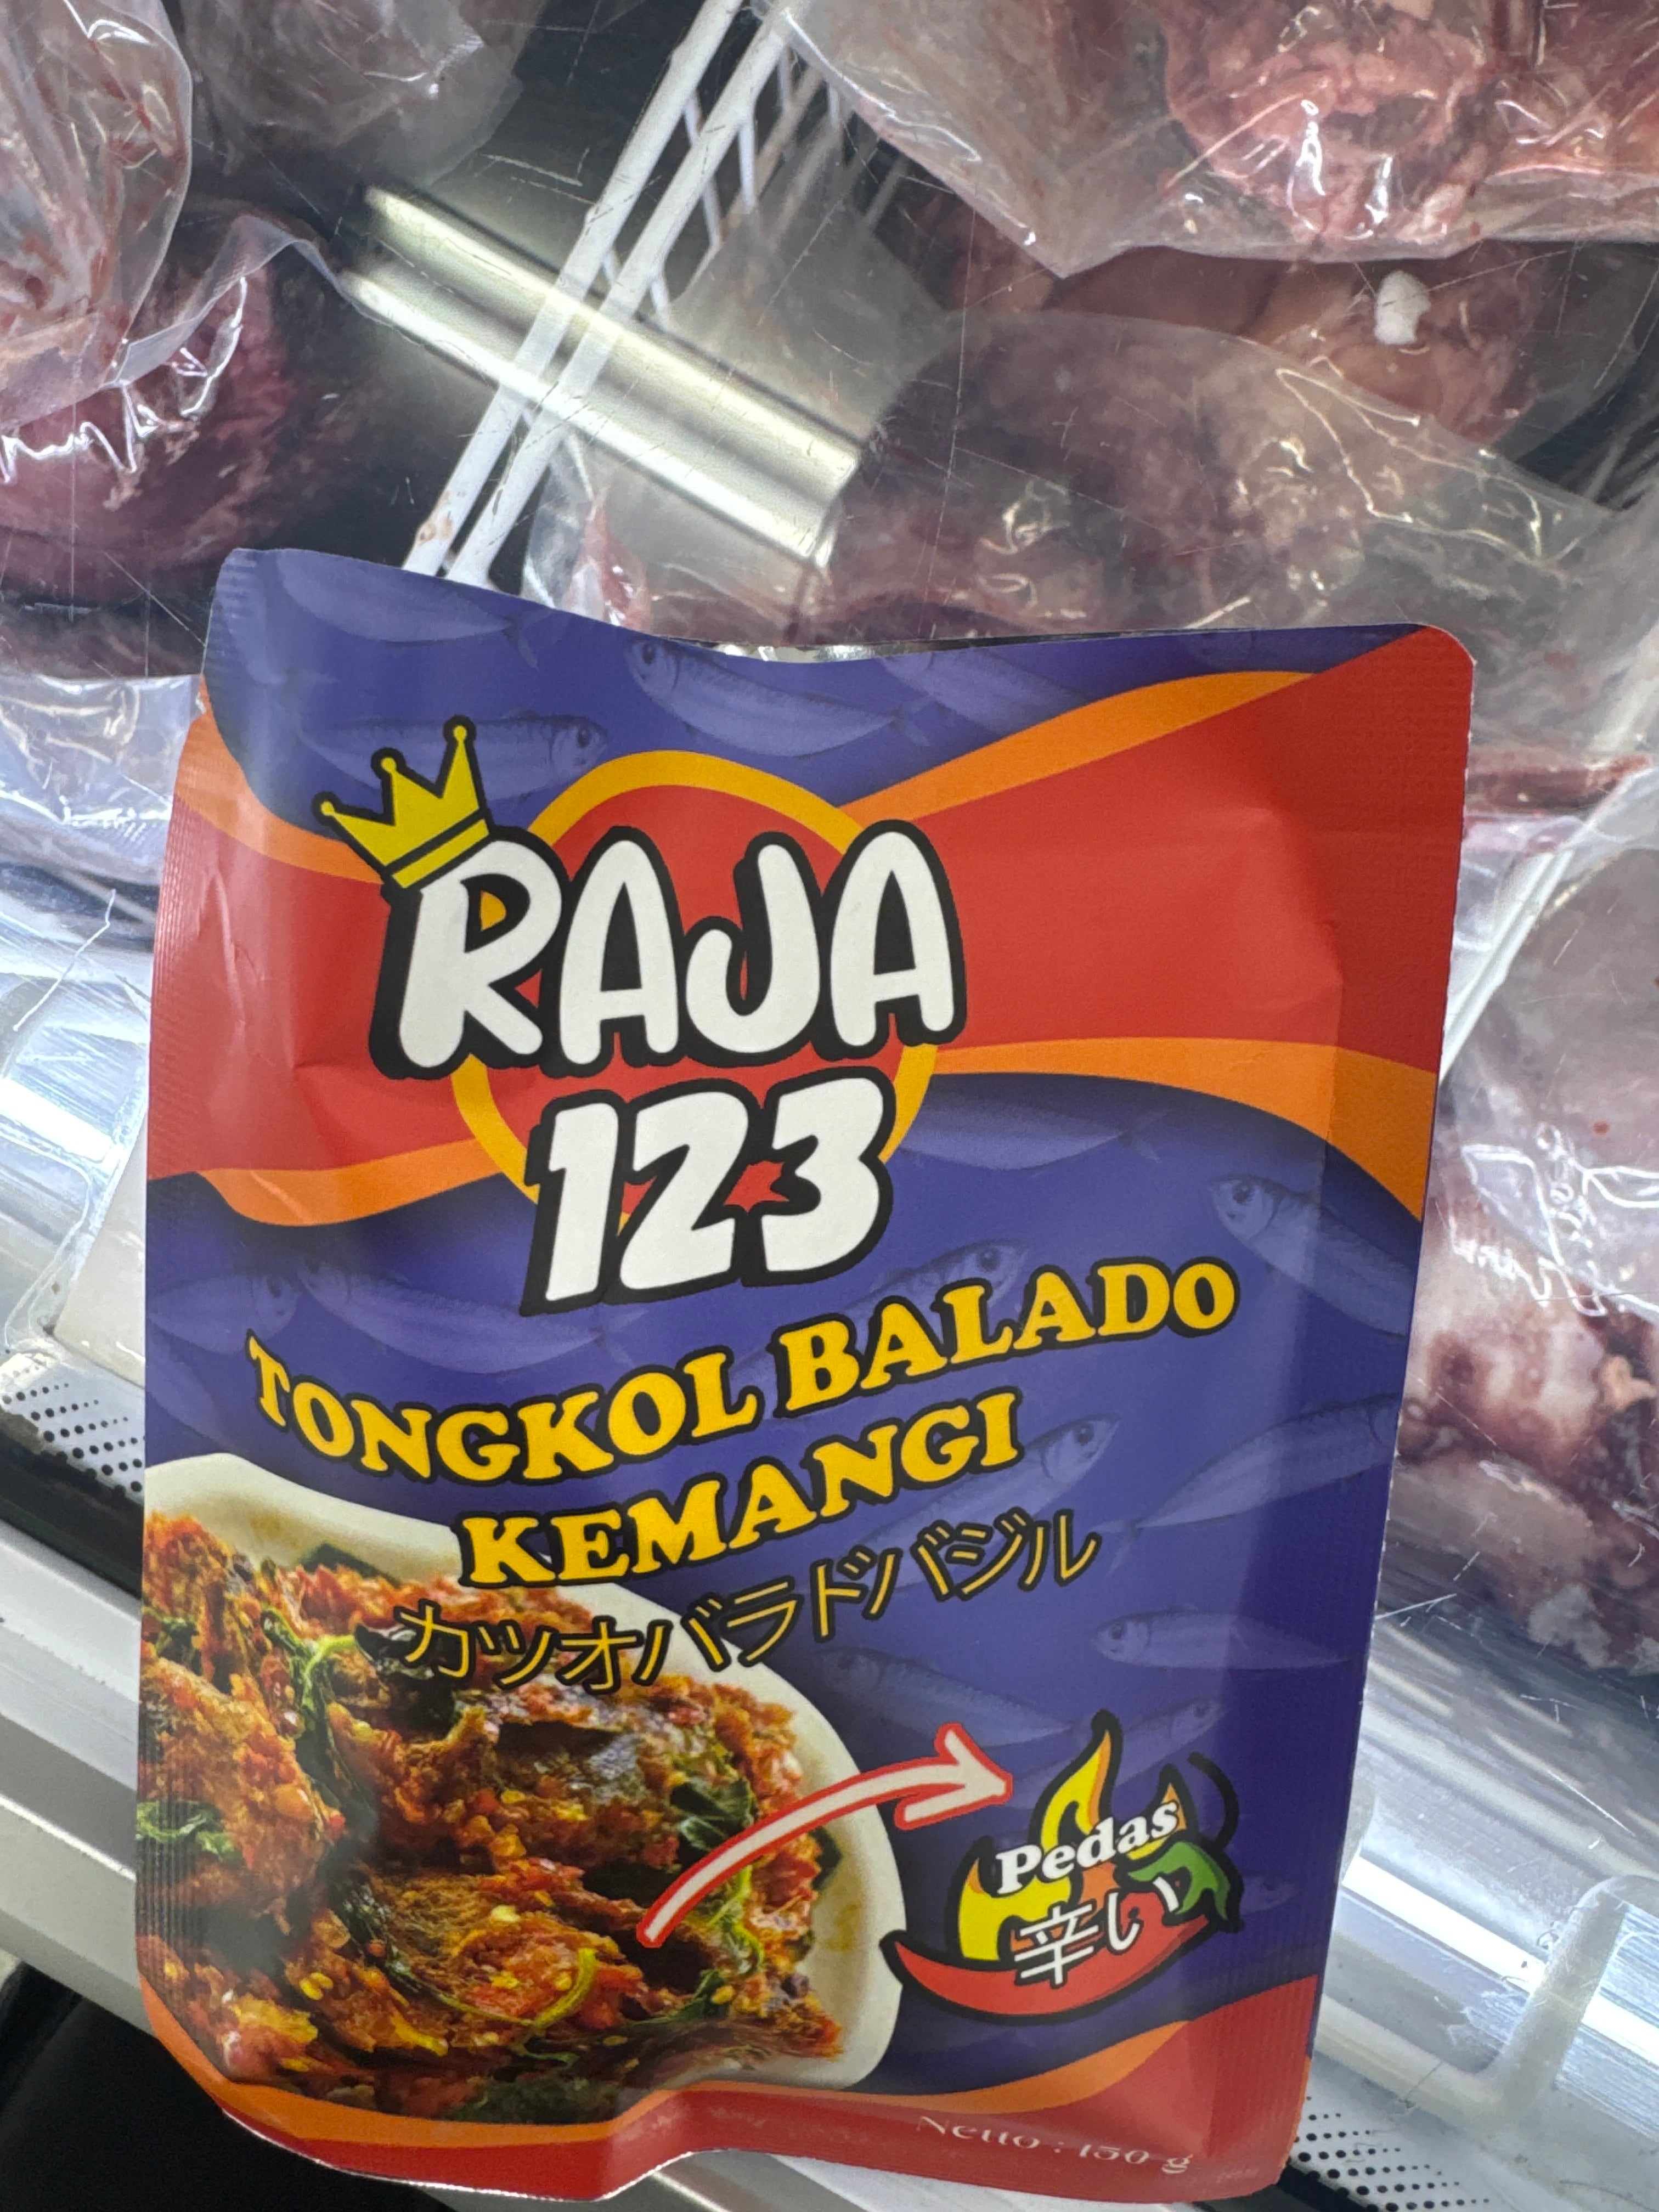 RAJA
123
TONGKOL BALADO
KEMANGI
カツオバラドバジル
Pedas
辛い
Netto : 150 g